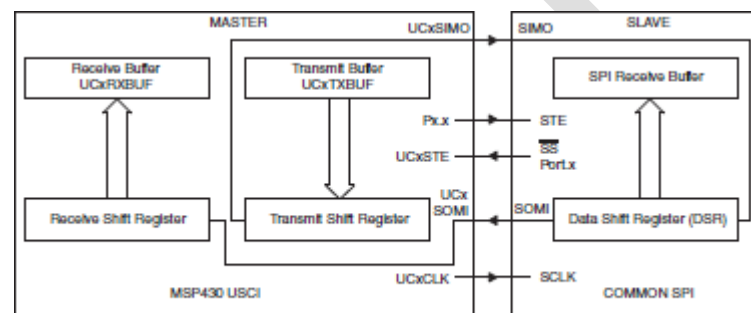 MASTER
SLAVE
UCxSIMO
SIMO
Receive Buffer
UCxRXBUF
Transmit Buffer
UCxTXBUF
SPI Receive Buffer
Px.x
STE
UCxSTE
SS
Port.x
UCx
SOMI
SOMI
Receive Shift Register
Transmit Shift Register
Data Shift Register (DSR)
UCxCLK
SCLK
MSP430 USCI
COMMON SPI